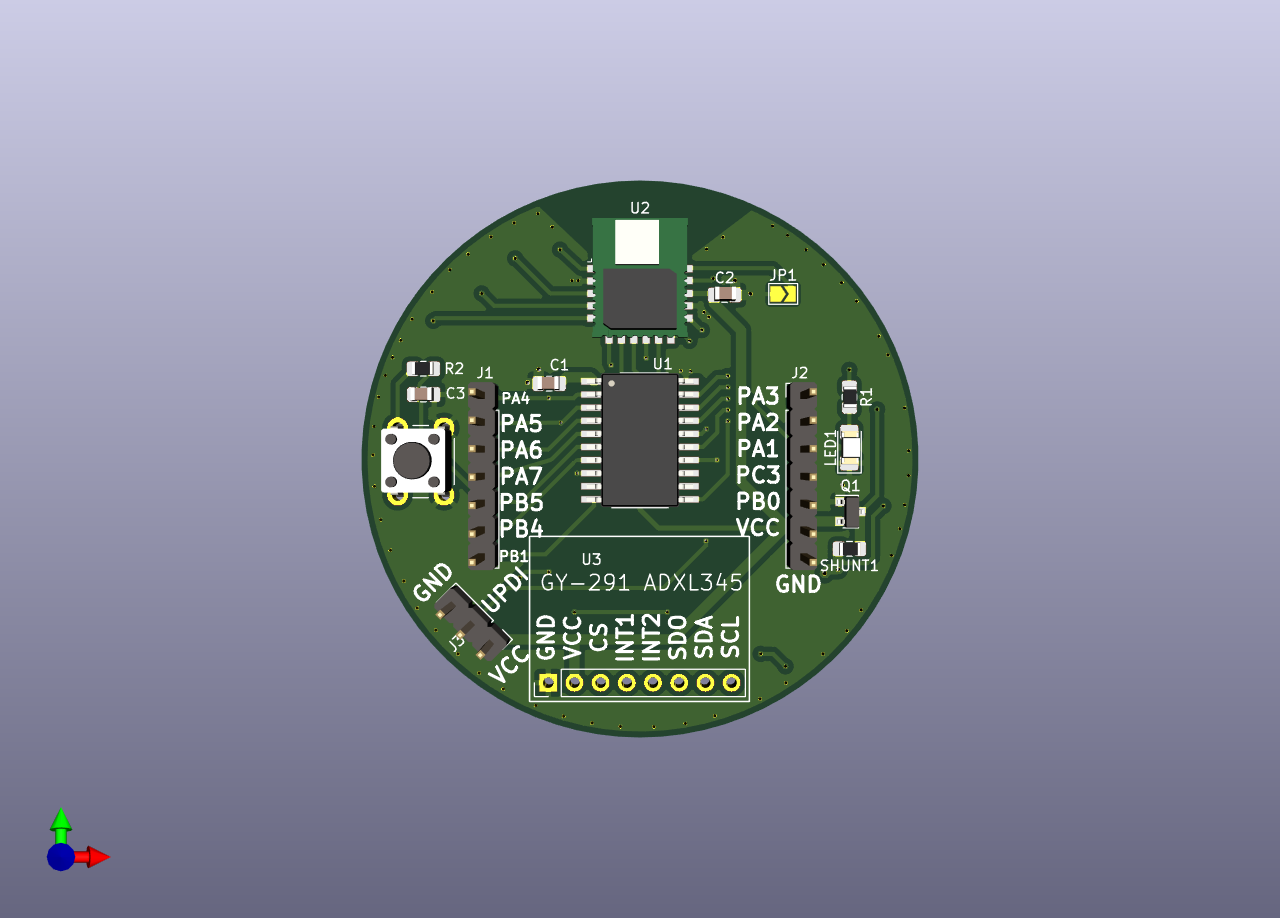 U2
C2
JP1
C1
U1
R2
J1
J2
C3
PA4
PA3
R1
PA5
PA2
PA6
PA1
LED1
PA7
PC3
Q1
PB5
PB0
PB4
VCC
PB1
U3
SHUNT1
GND
UPDI
GY-291 ADXL345
GND
J3
VCC
GND
VCC
CS
INT1
INT2
SDO
SDA
SCL